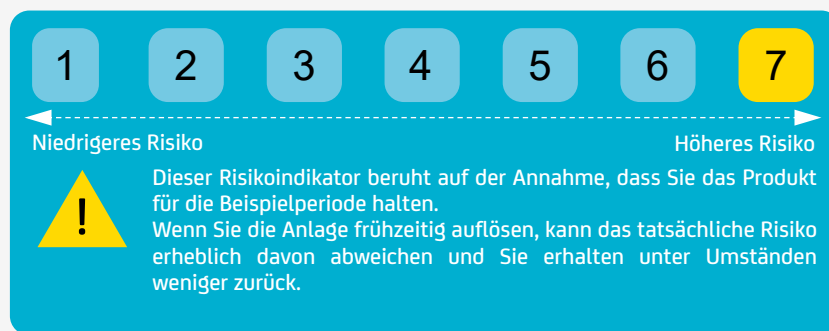 1 2 3 4 5 6 7
Niedrigeres Risiko Höheres Risiko
!
Dieser Risikoindikator beruht auf der Annahme, dass Sie das Produkt
für die Beispielperiode halten.
Wenn Sie die Anlage frühzeitig auflösen, kann das tatsächliche Risiko
erheblich davon abweichen und Sie erhalten unter Umständen
weniger zurück.